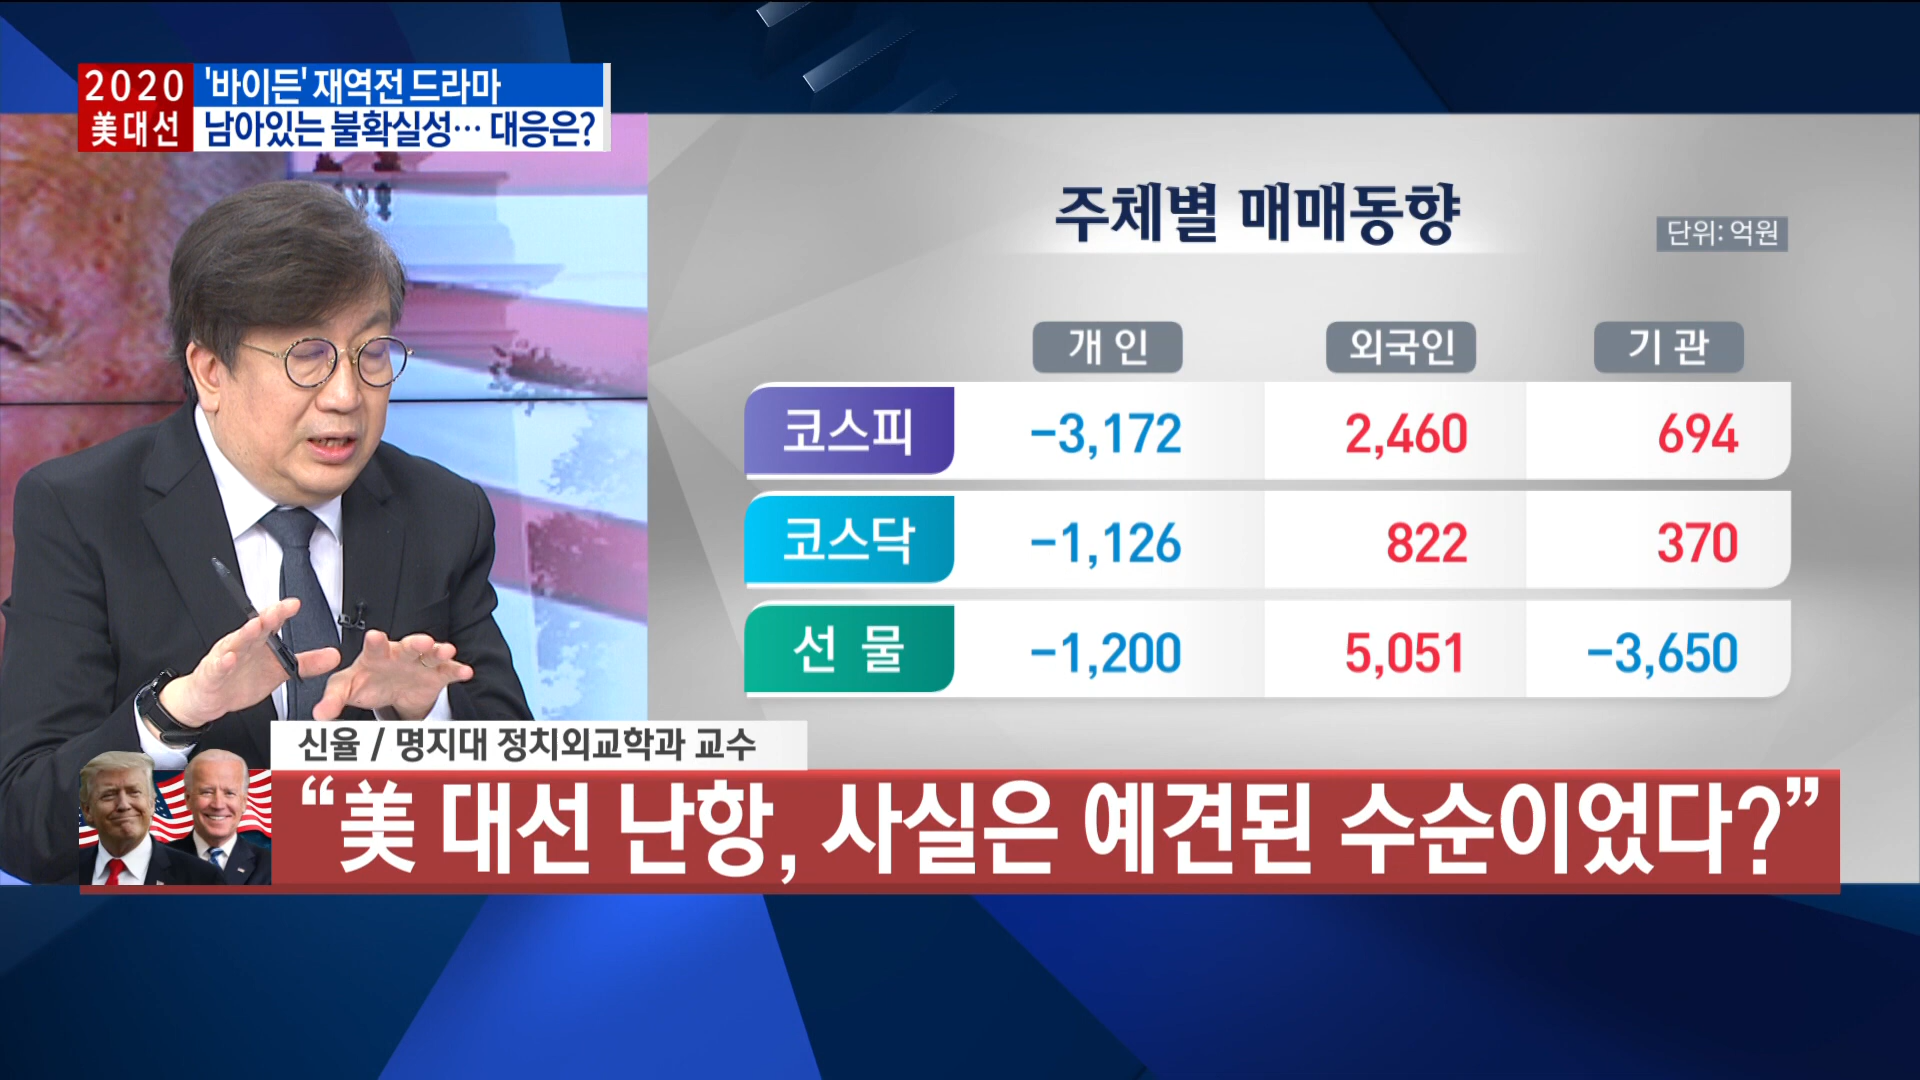 2020
美대선
'바이든' 재역전 드라마
남아있는 불확실성… 대응은?
주체별 매매동향
단위: 억원
개인 외국인 기관
코스피 -3,172 2,460 694
코스닥 -1,126 822 370
선물 -1,200 5,051 -3,650
신율 / 명지대 정치외교학과 교수
“美 대선 난항, 사실은 예견된 수순이었다?”